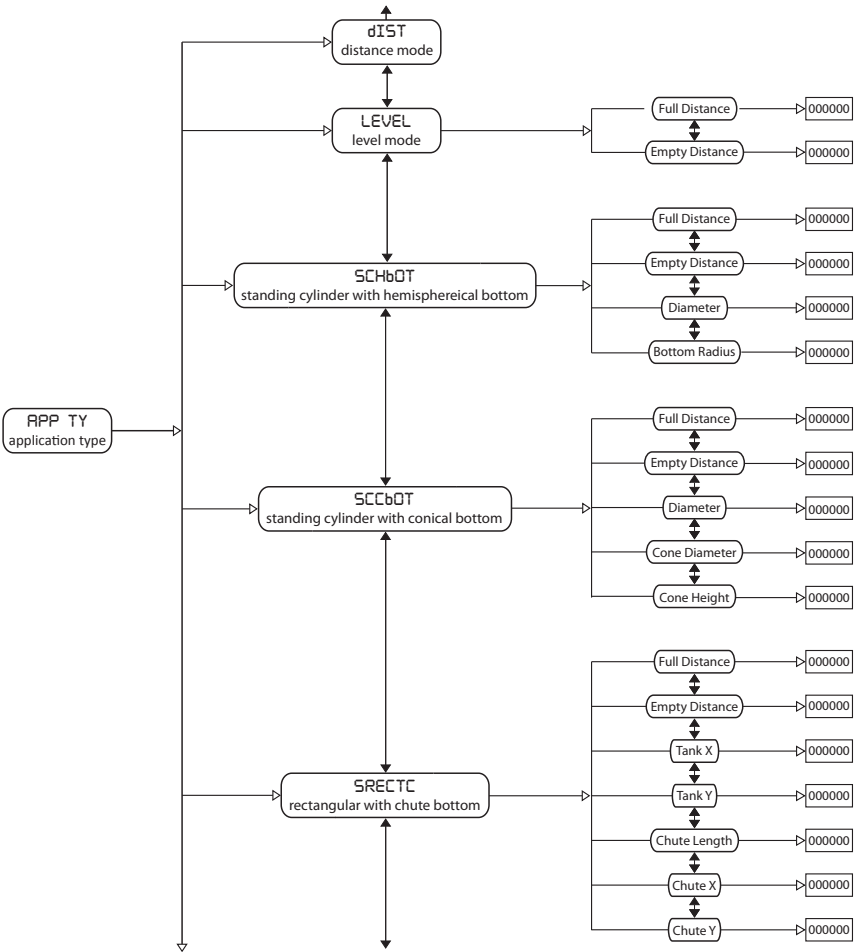 dIST
distance mode
LEVEL
level mode
Full Distance
000000
Empty Distance
000000
SCHbOT
standing cylinder with hemisphereical bottom
Full Distance
000000
Empty Distance
000000
Diameter
000000
Bottom Radius
000000
APP TY
application type
SCCbOT
standing cylinder with conical bottom
Full Distance
000000
Empty Distance
000000
Diameter
000000
Cone Diameter
000000
Cone Height
000000
SRECTC
rectangular with chute bottom
Full Distance
000000
Empty Distance
000000
Tank X
000000
Tank Y
000000
Chute Length
000000
Chute X
000000
Chute Y
000000